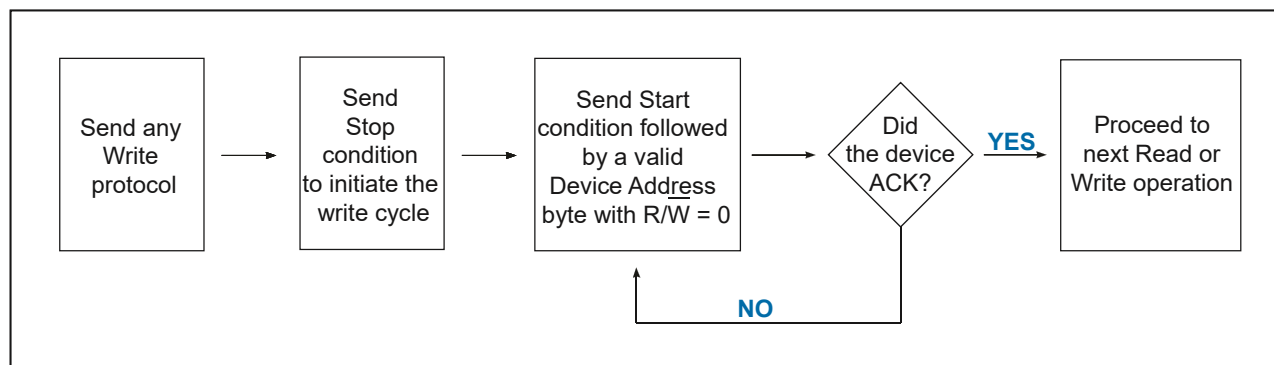 Send any
Write
protocol
Send
Stop
condition
to initiate the
write cycle
Send Start
condition followed
by a valid
Device Address
byte with R/W̅ = 0
Did
the device
ACK?
YES
Proceed to
next Read or
Write operation
NO